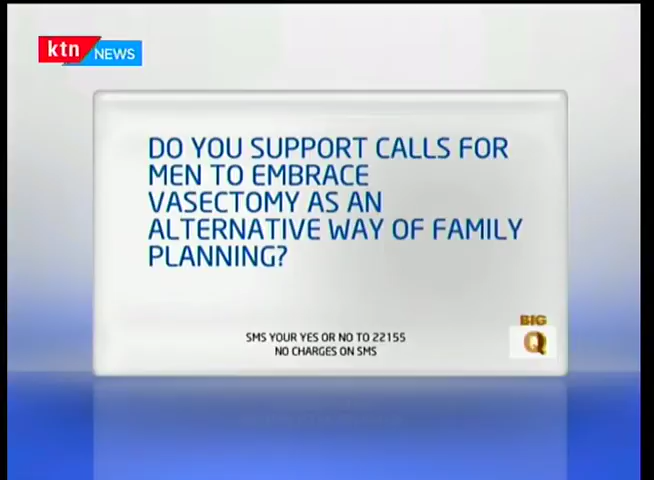 ktn NEWS
DO YOU SUPPORT CALLS FOR
MEN TO EMBRACE
VASECTOMY AS AN
ALTERNATIVE WAY OF FAMILY
PLANNING?
BIG
Q
SMS YOUR YES OR NO TO 22155
NO CHARGES ON SMS